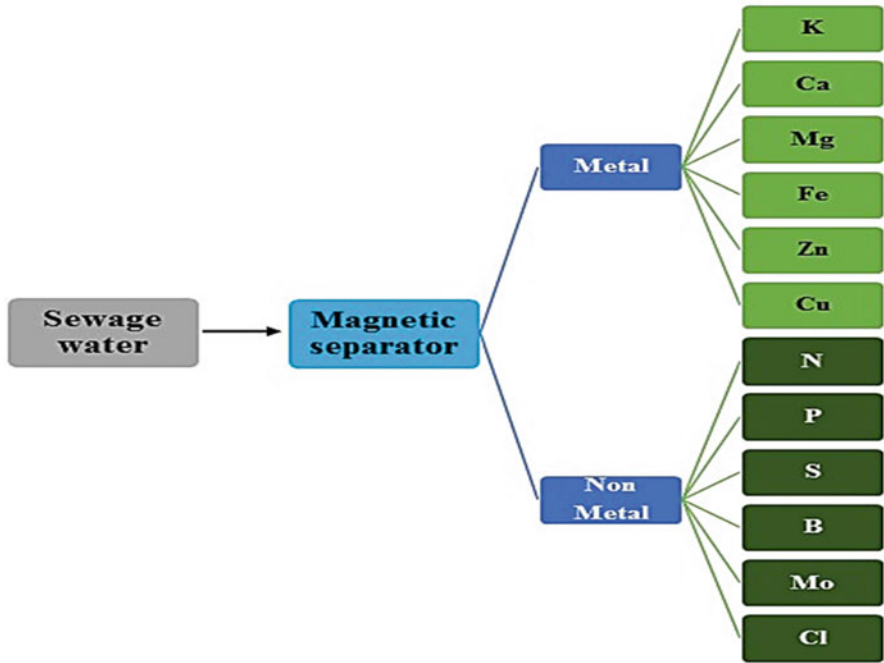 Sewage
water
Magnetic
separator
Metal
Non
Metal
K
Ca
Mg
Fe
Zn
Cu
N
P
S
B
Mo
Cl